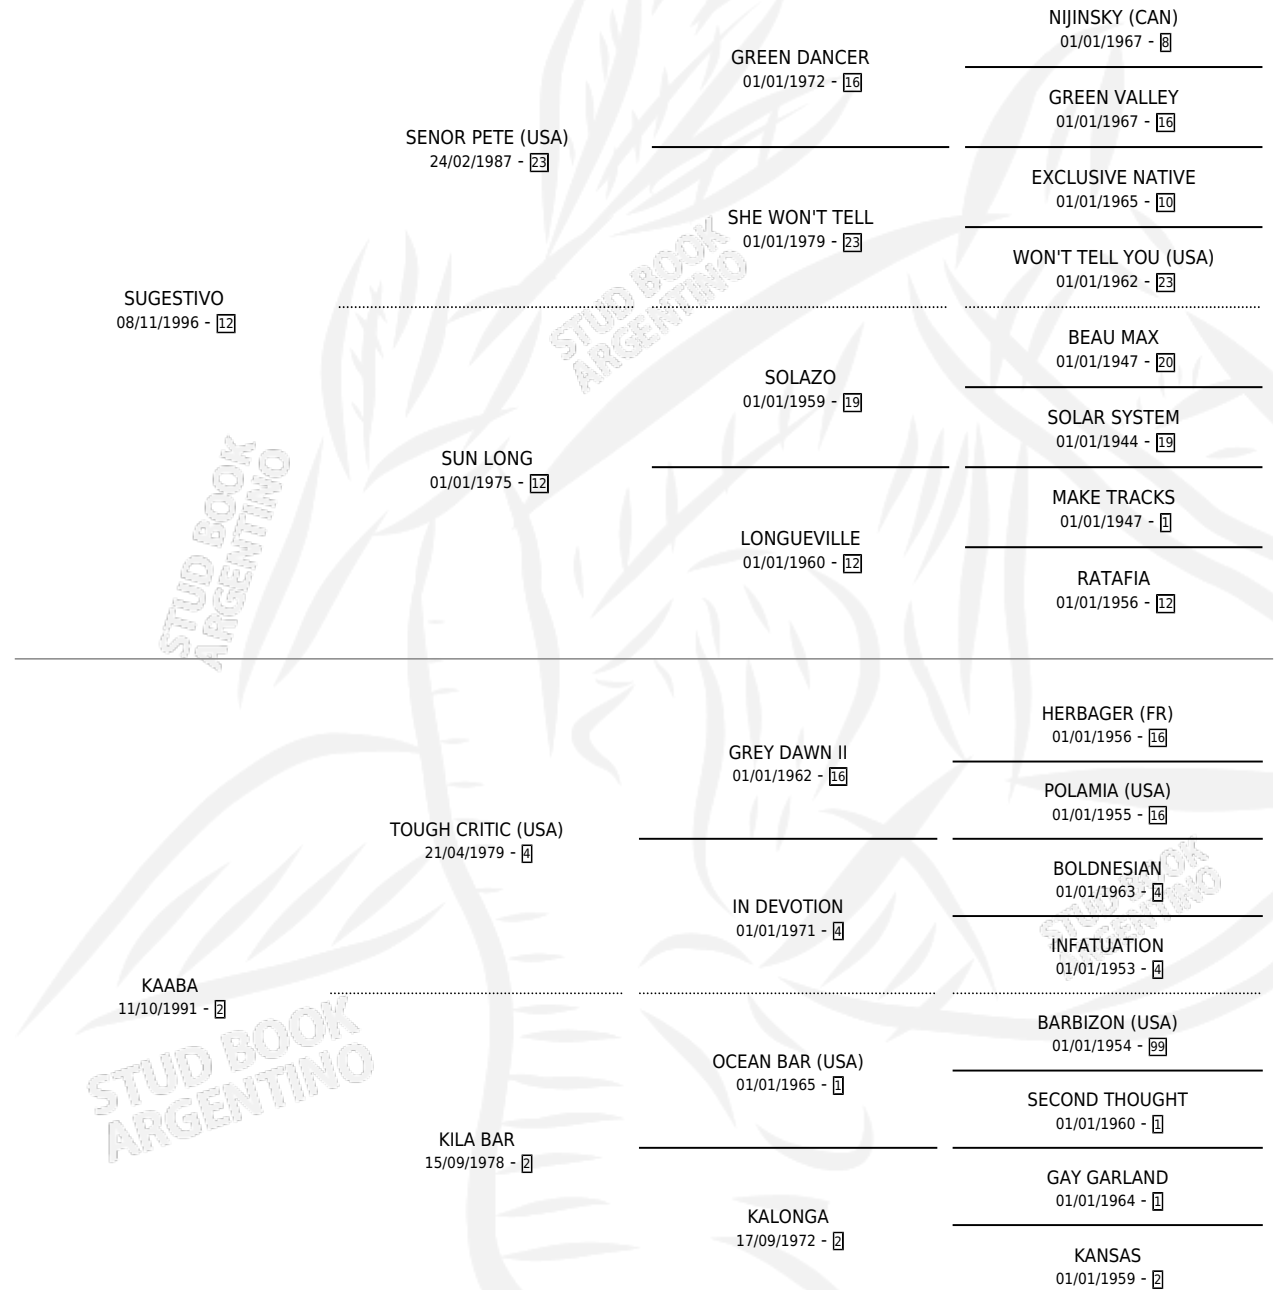 NIJINSKY (CAN)
01/01/1967 - 8
GREEN DANCER
01/01/1972 - 16
GREEN VALLEY
01/01/1967 - 16
SENOR PETE (USA)
24/02/1987 - 23
EXCLUSIVE NATIVE
01/01/1965 - 10
SHE WON'T TELL
01/01/1979 - 23
WON'T TELL YOU (USA)
01/01/1962 - 23
SUGESTIVO
08/11/1996 - 12
BEAU MAX
01/01/1947 - 20
SOLAZO
01/01/1959 - 19
SOLAR SYSTEM
01/01/1944 - 19
SUN LONG
01/01/1975 - 12
MAKE TRACKS
01/01/1947 - 1
LONGUEVILLE
01/01/1960 - 12
RATAFIA
01/01/1956 - 12
STUD BOOK
ARGENTINO
STUD BOOK
ARGENTINO
HERBAGER (FR)
01/01/1956 - 16
GREY DAWN II
01/01/1962 - 16
POLAMIA (USA)
01/01/1955 - 16
TOUGH CRITIC (USA)
21/04/1979 - 4
BOLDNESIAN
01/01/1963 - 4
IN DEVOTION
01/01/1971 - 4
INFATUATION
01/01/1953 - 4
KAABA
11/10/1991 - 2
BARBIZON (USA)
01/01/1954 - 99
OCEAN BAR (USA)
01/01/1965 - 1
SECOND THOUGHT
01/01/1960 - 1
KILA BAR
15/09/1978 - 2
GAY GARLAND
01/01/1964 - 1
KALONGA
17/09/1972 - 2
KANSAS
01/01/1959 - 2
STUD BOOK
ARGENTINO
STUD BOOK
ARGENTINO